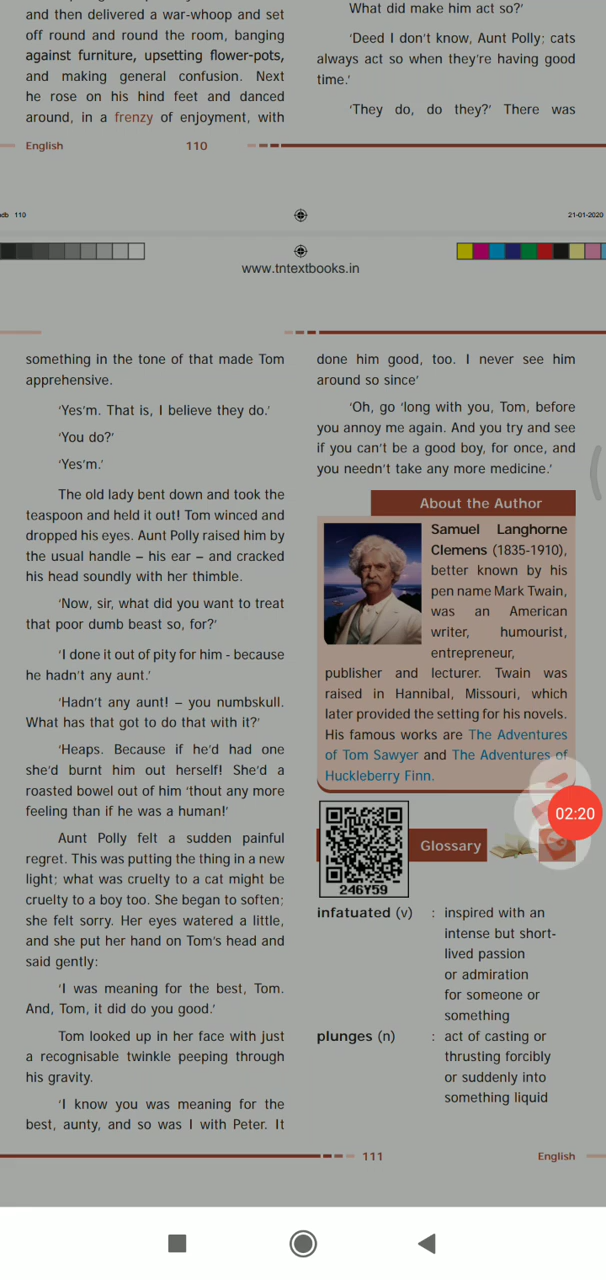 and then delivered a war-whoop and set
off round and round the room, banging
against furniture, upsetting flower-pots,
and making general confusion. Next
he rose on his hind feet and danced
around, in a frenzy of enjoyment, with
What did make him act so?'
'Deed I don't know, Aunt Polly; cats
always act so when they're having good
time.'
'They do, do they?' There was
English 110
db 110
21-01-2020
www.tntextbooks.in
something in the tone of that made Tom
apprehensive.
'Yes'm. That is, I believe they do.'
'You do?'
'Yes'm.'
The old lady bent down and took the
teaspoon and held it out! Tom winced and
dropped his eyes. Aunt Polly raised him by
the usual handle – his ear – and cracked
his head soundly with her thimble.
'Now, sir, what did you want to treat
that poor dumb beast so, for?'
'I done it out of pity for him - because
he hadn't any aunt.'
'Hadn't any aunt! – you numbskull.
What has that got to do that with it?'
'Heaps. Because if he'd had one
she'd burnt him out herself! She'd a
roasted bowel out of him 'thout any more
feeling than if he was a human!'
Aunt Polly felt a sudden painful
regret. This was putting the thing in a new
light; what was cruelty to a cat might be
cruelty to a boy too. She began to soften;
she felt sorry. Her eyes watered a little,
and she put her hand on Tom's head and
said gently:
'I was meaning for the best, Tom.
And, Tom, it did do you good.'
Tom looked up in her face with just
a recognisable twinkle peeping through
his gravity.
'I know you was meaning for the
best, aunty, and so was I with Peter. It
done him good, too. I never see him
around so since'
'Oh, go 'long with you, Tom, before
you annoy me again. And you try and see
if you can't be a good boy, for once, and
you needn't take any more medicine.'
About the Author
Samuel Langhorne
Clemens (1835-1910),
better known by his
pen name Mark Twain,
was an American
writer, humourist,
entrepreneur,
publisher and lecturer. Twain was
raised in Hannibal, Missouri, which
later provided the setting for his novels.
His famous works are The Adventures
of Tom Sawyer and The Adventures of
Huckleberry Finn.
02:20
246Y59
Glossary
infatuated (v) : inspired with an
intense but short-
lived passion
or admiration
for someone or
something
plunges (n) : act of casting or
thrusting forcibly
or suddenly into
something liquid
111 English